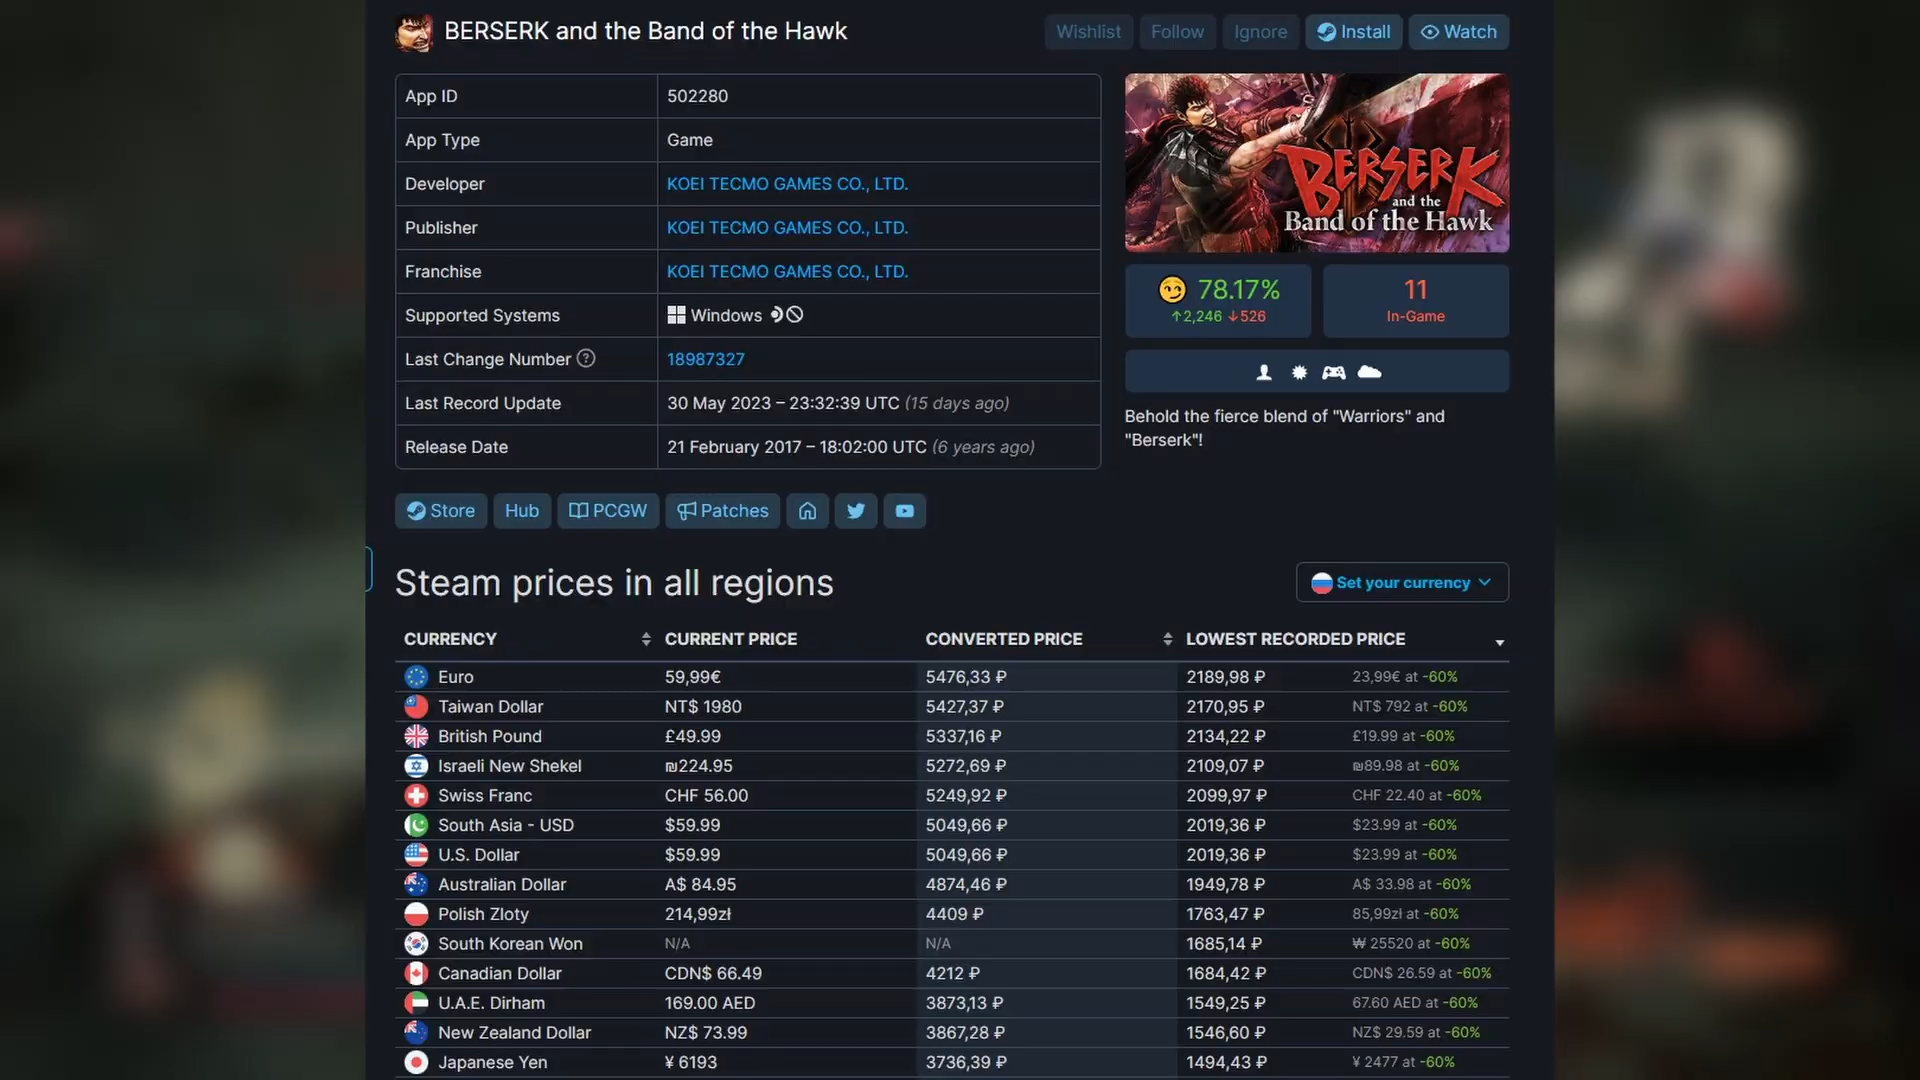 BERSERK and the Band of the Hawk
Wishlist Follow Ignore Install Watch
App ID 502280
App Type Game
Developer KOEI TECMO GAMES CO., LTD.
Publisher KOEI TECMO GAMES CO., LTD.
Franchise KOEI TECMO GAMES CO., LTD.
Supported Systems Windows
Last Change Number ? 18987327
Last Record Update 30 May 2023 – 23:32:39 UTC (15 days ago)
Release Date 21 February 2017 – 18:02:00 UTC (6 years ago)
BERSERK
and the
Band of the Hawk
78.17%
↑2,246 ↓526
11
In-Game
Behold the fierce blend of "Warriors" and
"Berserk"!
Store Hub PCGW Patches
Steam prices in all regions
Set your currency
CURRENCY CURRENT PRICE CONVERTED PRICE LOWEST RECORDED PRICE
Euro 59,99€ 5476,33 ₽ 2189,98 ₽ 23,99€ at -60%
Taiwan Dollar NT$ 1980 5427,37 ₽ 2170,95 ₽ NT$ 792 at -60%
British Pound £49.99 5337,16 ₽ 2134,22 ₽ £19.99 at -60%
Israeli New Shekel ₪224.95 5272,69 ₽ 2109,07 ₽ ₪89.98 at -60%
Swiss Franc CHF 56.00 5249,92 ₽ 2099,97 ₽ CHF 22.40 at -60%
South Asia - USD $59.99 5049,66 ₽ 2019,36 ₽ $23.99 at -60%
U.S. Dollar $59.99 5049,66 ₽ 2019,36 ₽ $23.99 at -60%
Australian Dollar A$ 84.95 4874,46 ₽ 1949,78 ₽ A$ 33.98 at -60%
Polish Zloty 214,99zł 4409 ₽ 1763,47 ₽ 85,99zł at -60%
South Korean Won N/A N/A 1685,14 ₽ ₩ 25520 at -60%
Canadian Dollar CDN$ 66.49 4212 ₽ 1684,42 ₽ CDN$ 26.59 at -60%
U.A.E. Dirham 169.00 AED 3873,13 ₽ 1549,25 ₽ 67.60 AED at -60%
New Zealand Dollar NZ$ 73.99 3867,28 ₽ 1546,60 ₽ NZ$ 29.59 at -60%
Japanese Yen ¥ 6193 3736,39 ₽ 1494,43 ₽ ¥ 2477 at -60%